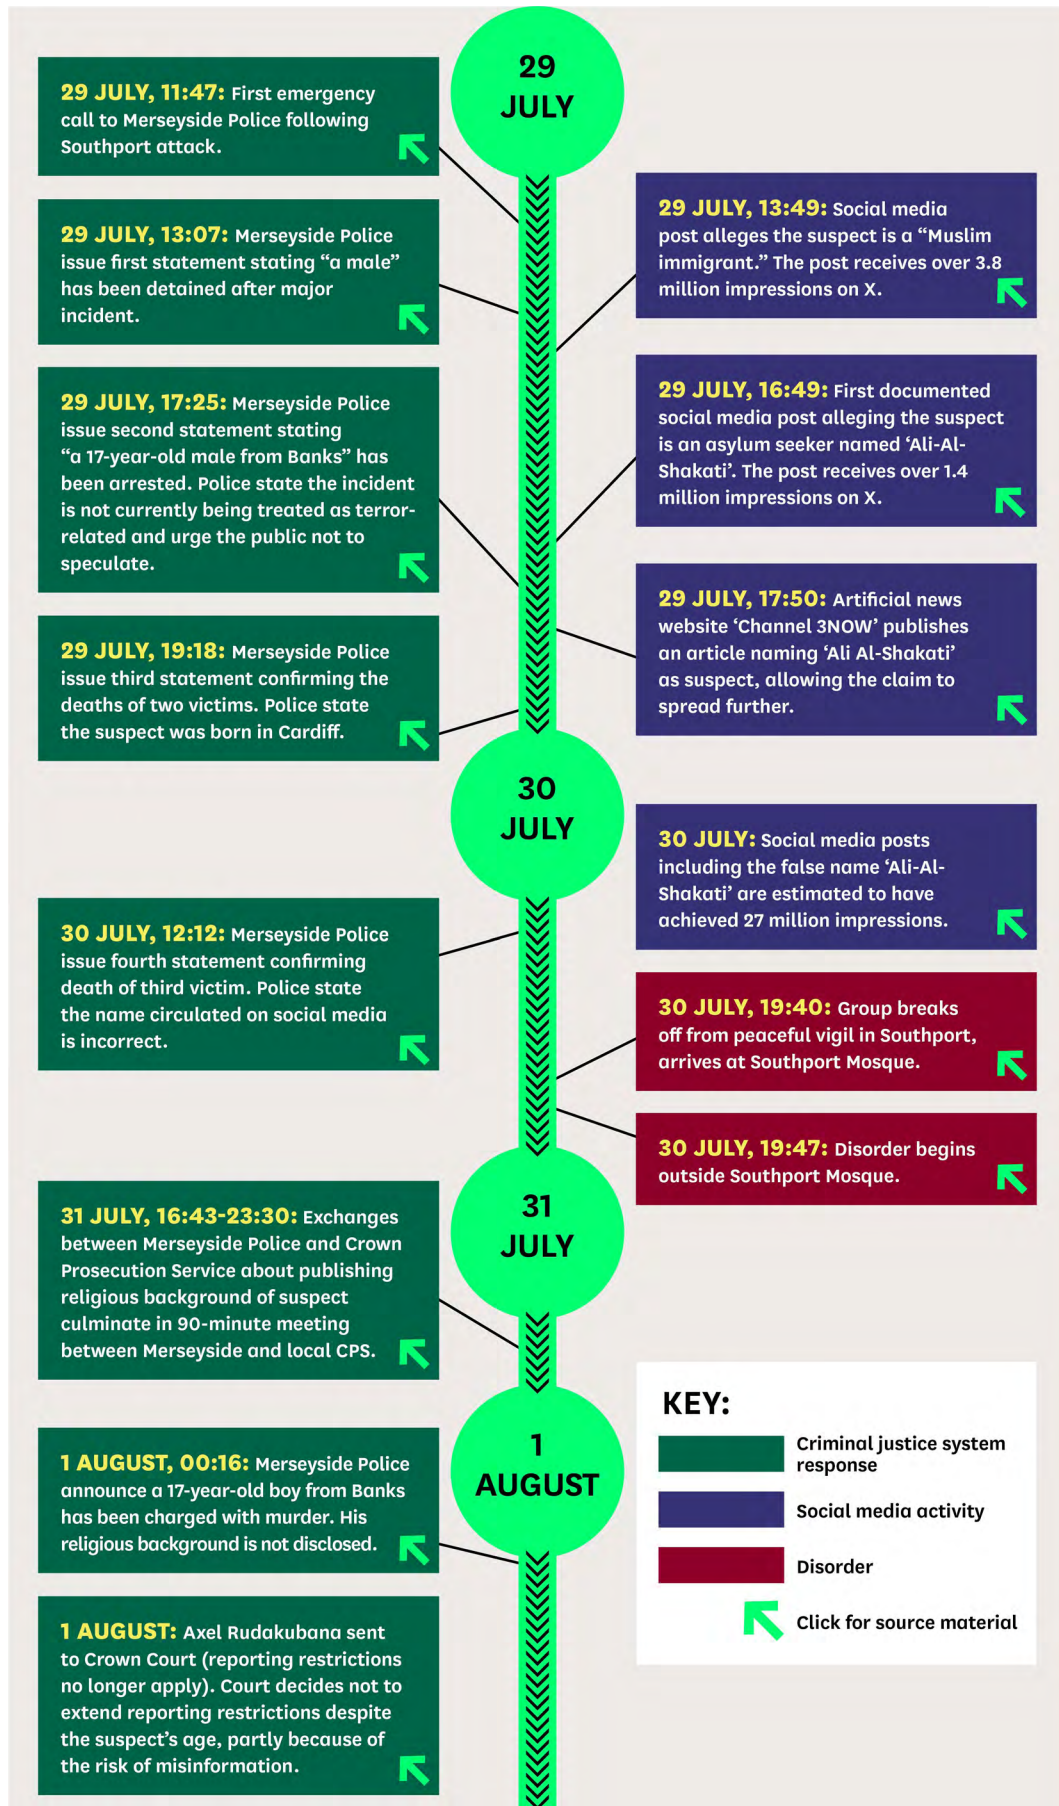 29
JULY
29 JULY, 11:47: First emergency
call to Merseyside Police following
Southport attack.
29 JULY, 13:07: Merseyside Police
issue first statement stating “a male”
has been detained after major
incident.
29 JULY, 13:49: Social media
post alleges the suspect is a “Muslim
immigrant.” The post receives over 3.8
million impressions on X.
29 JULY, 16:49: First documented
social media post alleging the suspect
is an asylum seeker named ‘Ali-Al-
Shakati’. The post receives over 1.4
million impressions on X.
29 JULY, 17:25: Merseyside Police
issue second statement stating
“a 17-year-old male from Banks” has
been arrested. Police state the incident
is not currently being treated as terror-
related and urge the public not to
speculate.
29 JULY, 17:50: Artificial news
website ‘Channel 3NOW’ publishes
an article naming ‘Ali Al-Shakati’
as suspect, allowing the claim to
spread further.
29 JULY, 19:18: Merseyside Police
issue third statement confirming the
deaths of two victims. Police state
the suspect was born in Cardiff.
30
JULY
30 JULY: Social media posts
including the false name ‘Ali-Al-
Shakati’ are estimated to have
achieved 27 million impressions.
30 JULY, 12:12: Merseyside Police
issue fourth statement confirming
death of third victim. Police state
the name circulated on social media
is incorrect.
30 JULY, 19:40: Group breaks
off from peaceful vigil in Southport,
arrives at Southport Mosque.
30 JULY, 19:47: Disorder begins
outside Southport Mosque.
31
JULY
31 JULY, 16:43-23:30: Exchanges
between Merseyside Police and Crown
Prosecution Service about publishing
religious background of suspect
culminate in 90-minute meeting
between Merseyside and local CPS.
1
AUGUST
1 AUGUST, 00:16: Merseyside Police
announce a 17-year-old boy from Banks
has been charged with murder. His
religious background is not disclosed.
1 AUGUST: Axel Rudakubana sent
to Crown Court (reporting restrictions
no longer apply). Court decides not to
extend reporting restrictions despite
the suspect’s age, partly because of
the risk of misinformation.
KEY:
Criminal justice system
response
Social media activity
Disorder
Click for source material